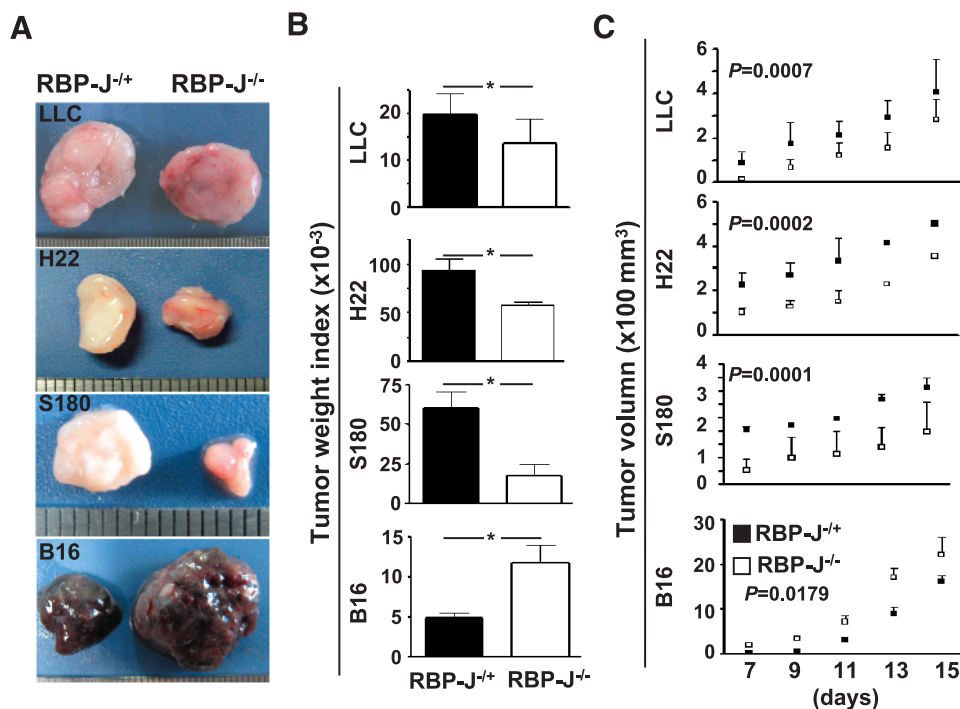 A
RBP-J-/+ RBP-J-/-
LLC
H22
S180
B16
B
Tumor weight index (x10-3)
LLC
20
15
10
5
0
*
H22
100
50
0
*
S180
75
50
25
0
*
B16
15
10
5
0
*
RBP-J-/+ RBP-J-/-
C
Tumor volumn (x100 mm3)
LLC
6
4
2
0
P=0.0007
H22
6
4
2
0
P=0.0002
S180
4
3
2
1
0
P=0.0001
B16
30
20
10
0
RBP-J-/+
RBP-J-/-
P=0.0179
7 9 11 13 15
(days)